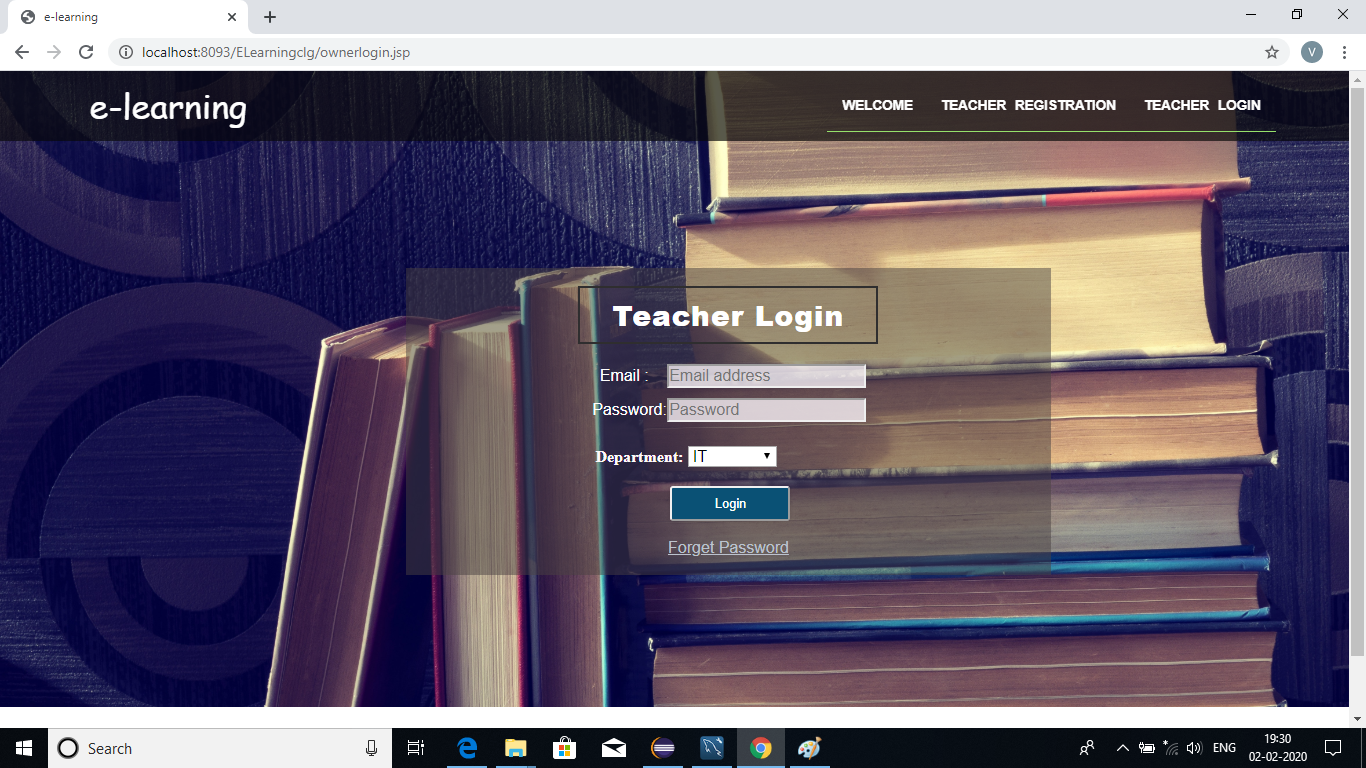 e-learning
localhost:8093/ELearningclg/ownerlogin.jsp
V
e-learning
WELCOME TEACHER REGISTRATION TEACHER LOGIN
Teacher Login
Email : Email address
Password: Password
Department: IT
Login
Forget Password
Search
ENG
19:30
02-02-2020